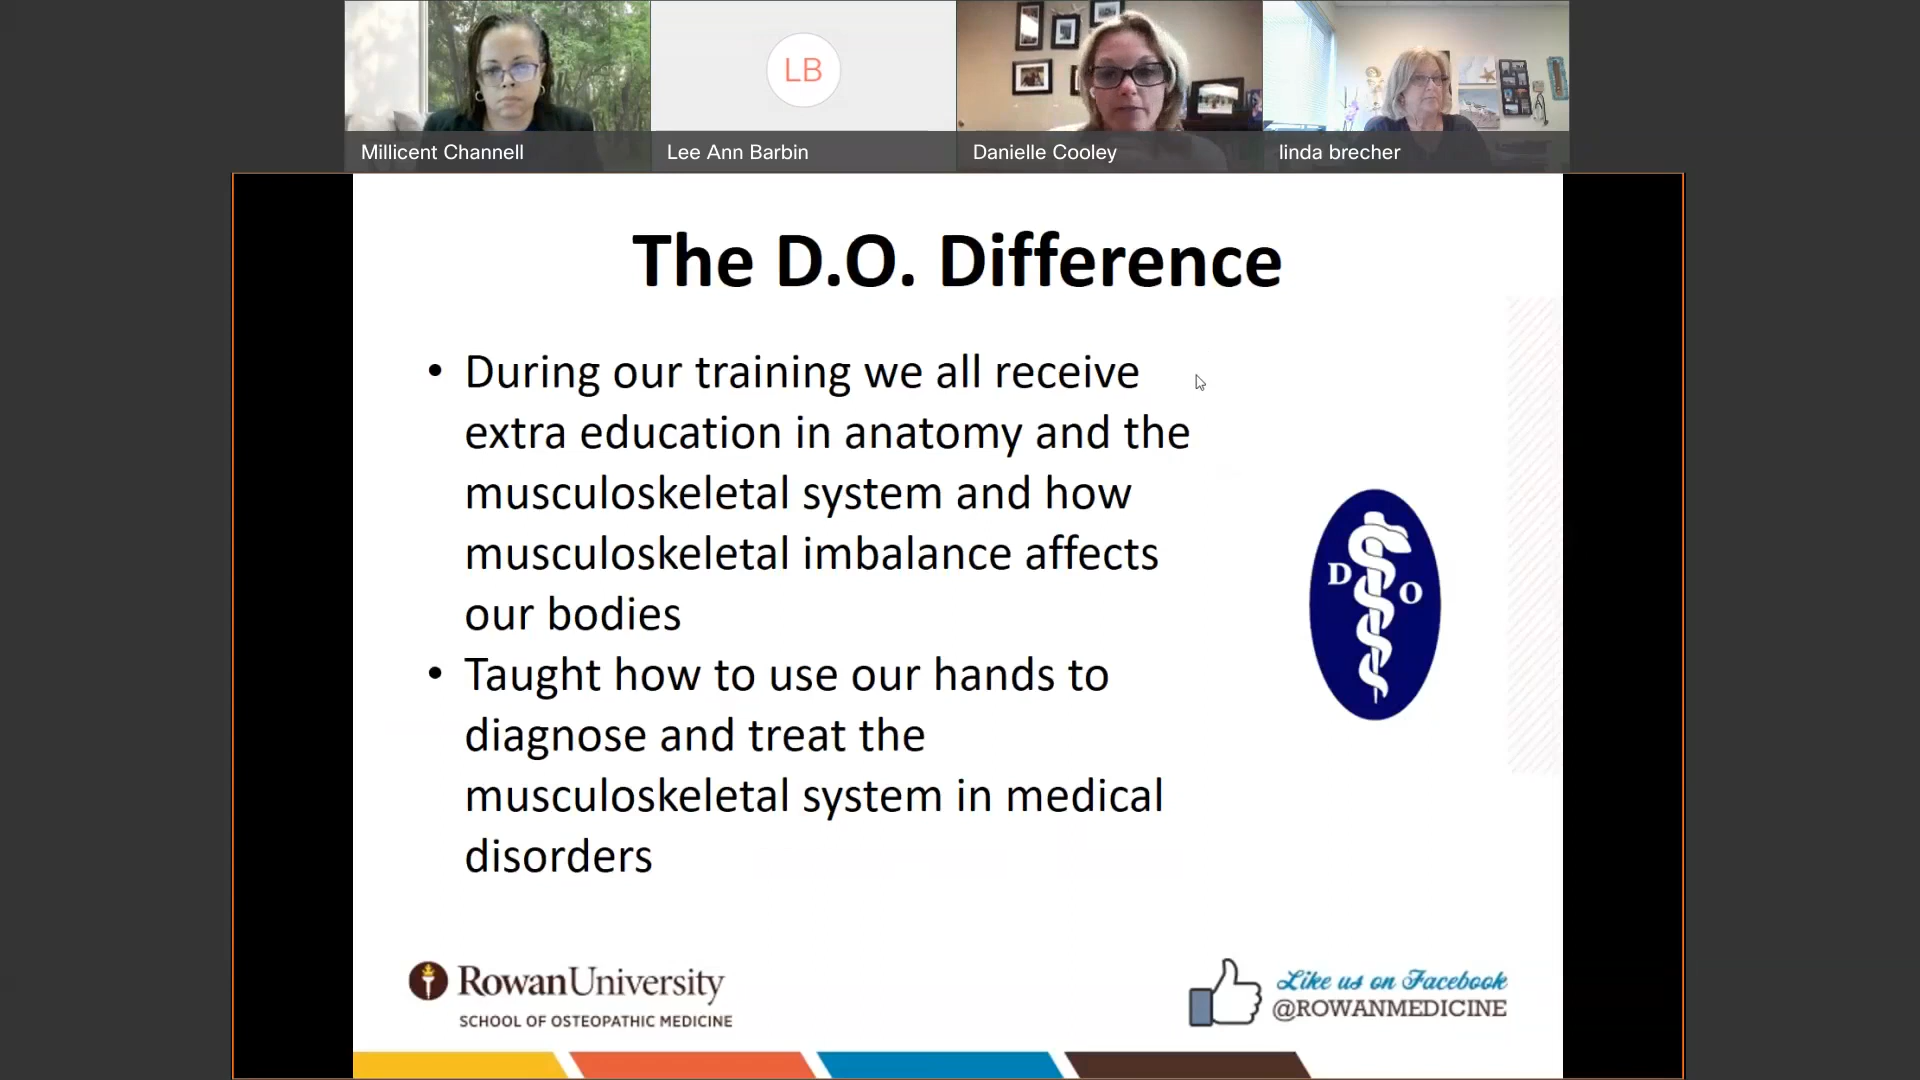 LB
Millicent Channell
Lee Ann Barbin
Danielle Cooley
linda brecher
The D.O. Difference
• During our training we all receive
extra education in anatomy and the
musculoskeletal system and how
musculoskeletal imbalance affects
our bodies
• Taught how to use our hands to
diagnose and treat the
musculoskeletal system in medical
disorders
D O
RowanUniversity
SCHOOL OF OSTEOPATHIC MEDICINE
Like us on Facebook
@ROWANMEDICINE